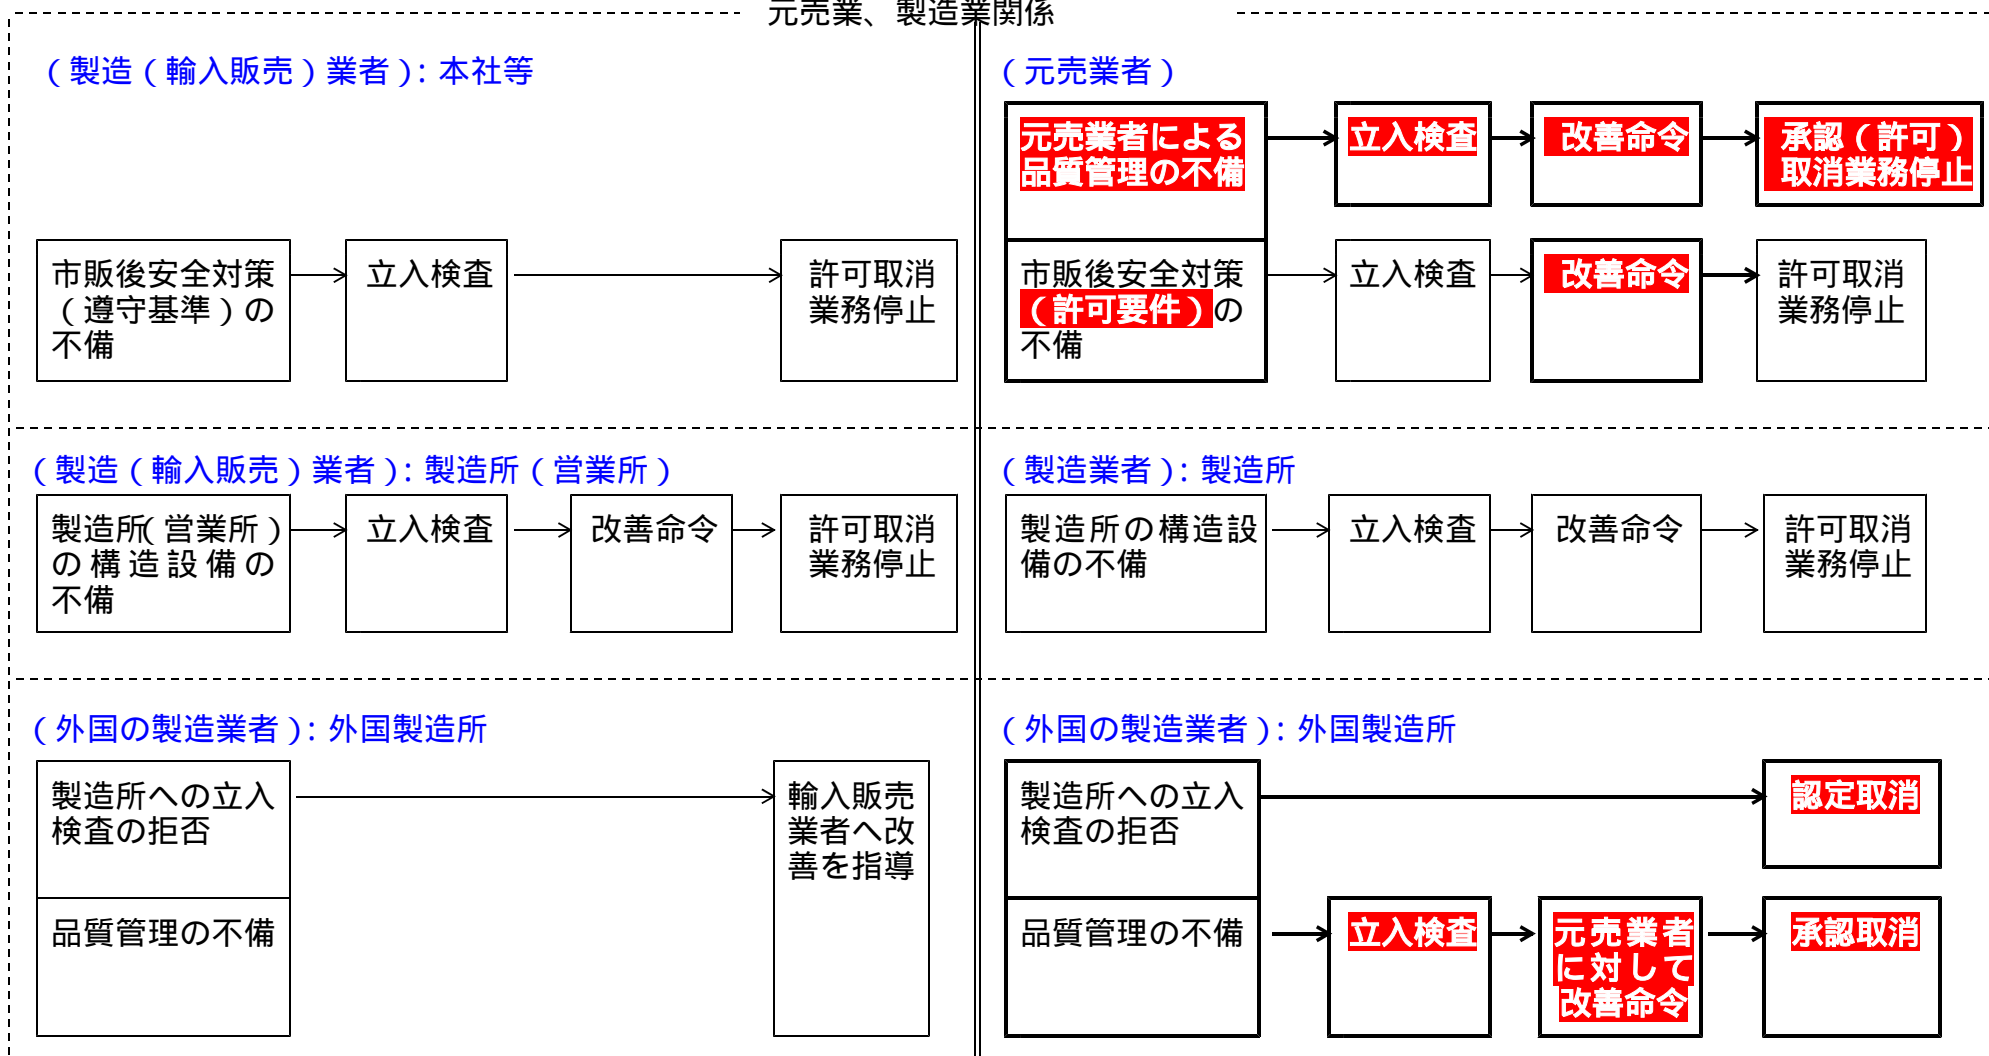 元売業、製造業関係
（製造（輸入販売）業者）：本社等
市販後安全対策
（遵守基準）の
不備
立入検査
許可取消
業務停止
（元売業者）
元売業者による
品質管理の不備
立入検査
改善命令
承認（許可）
取消業務停止
市販後安全対策
（許可要件）の
不備
立入検査
改善命令
許可取消
業務停止
（製造（輸入販売）業者）：製造所（営業所）
製造所（営業所）
の構造設備の
不備
立入検査
改善命令
許可取消
業務停止
（製造業者）：製造所
製造所の構造設
備の不備
立入検査
改善命令
許可取消
業務停止
（外国の製造業者）：外国製造所
製造所への立入
検査の拒否
品質管理の不備
輸入販売
業者へ改
善を指導
（外国の製造業者）：外国製造所
製造所への立入
検査の拒否
認定取消
品質管理の不備
立入検査
元売業者
に対して
改善命令
承認取消